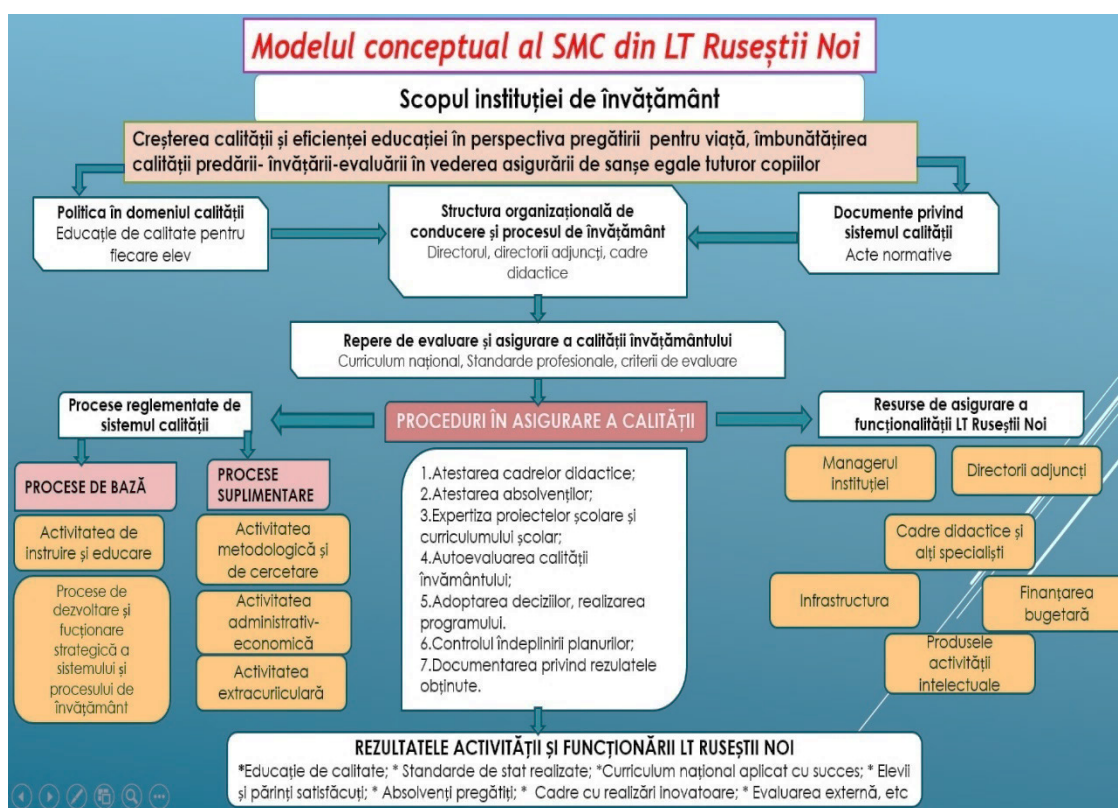 Modelul conceptual al SMC din LT Ruseștii Noi
Scopul instituției de învățământ
Creșterea calității și eficienței educației în perspectiva pregătirii pentru viață, îmbunătățirea
calității predării- învățării-evaluării în vederea asigurării de sanșe egale tuturor copiilor
Politica în domeniul calității
Educație de calitate pentru
fiecare elev
Structura organizațională de
conducere și procesul de învățământ
Directorul, directorii adjuncți, cadre
didactice
Documente privind
sistemul calității
Acte normative
Repere de evaluare și asigurare a calității învățământului
Curriculum național, Standarde profesionale, criterii de evaluare
Procese reglementate de
sistemul calității
PROCESE DE BAZĂ
Activitatea de
instruire și educare
Procese de
dezvoltare și
fucționare
strategică a
sistemului și
procesului de
învățământ
PROCESE
SUPLIMENTARE
Activitatea
metodologică și
de cercetare
Activitatea
administrativ-
economică
Activitatea
extracuriiculară
PROCEDURI ÎN ASIGURARE A CALITĂȚII
1.Atestarea cadrelor didactice;
2.Atestarea absolvenților;
3.Expertiza proiectelor școlare și
curriculumului școlar;
4.Autoevaluarea calității
învământului;
5.Adoptarea deciziilor, realizarea
programului.
6.Controlul îndeplinirii planurilor;
7.Documentarea privind rezulatele
obținute.
Resurse de asigurare a
funcționalității LT Ruseștii Noi
Managerul
instituției
Directorii adjuncți
Cadre didactice și
alți specialiști
Infrastructura
Finanțarea
bugetară
Produsele
activității
intelectuale
REZULTATELE ACTIVITĂȚII ȘI FUNCȚIONĂRII LT RUSEȘTII NOI
*Educație de calitate; * Standarde de stat realizate; *Curriculum național aplicat cu succes; * Elevii
și părinți satisfăcuți; * Absolvenți pregătiți; * Cadre cu realizări inovatoare; * Evaluarea externă, etc